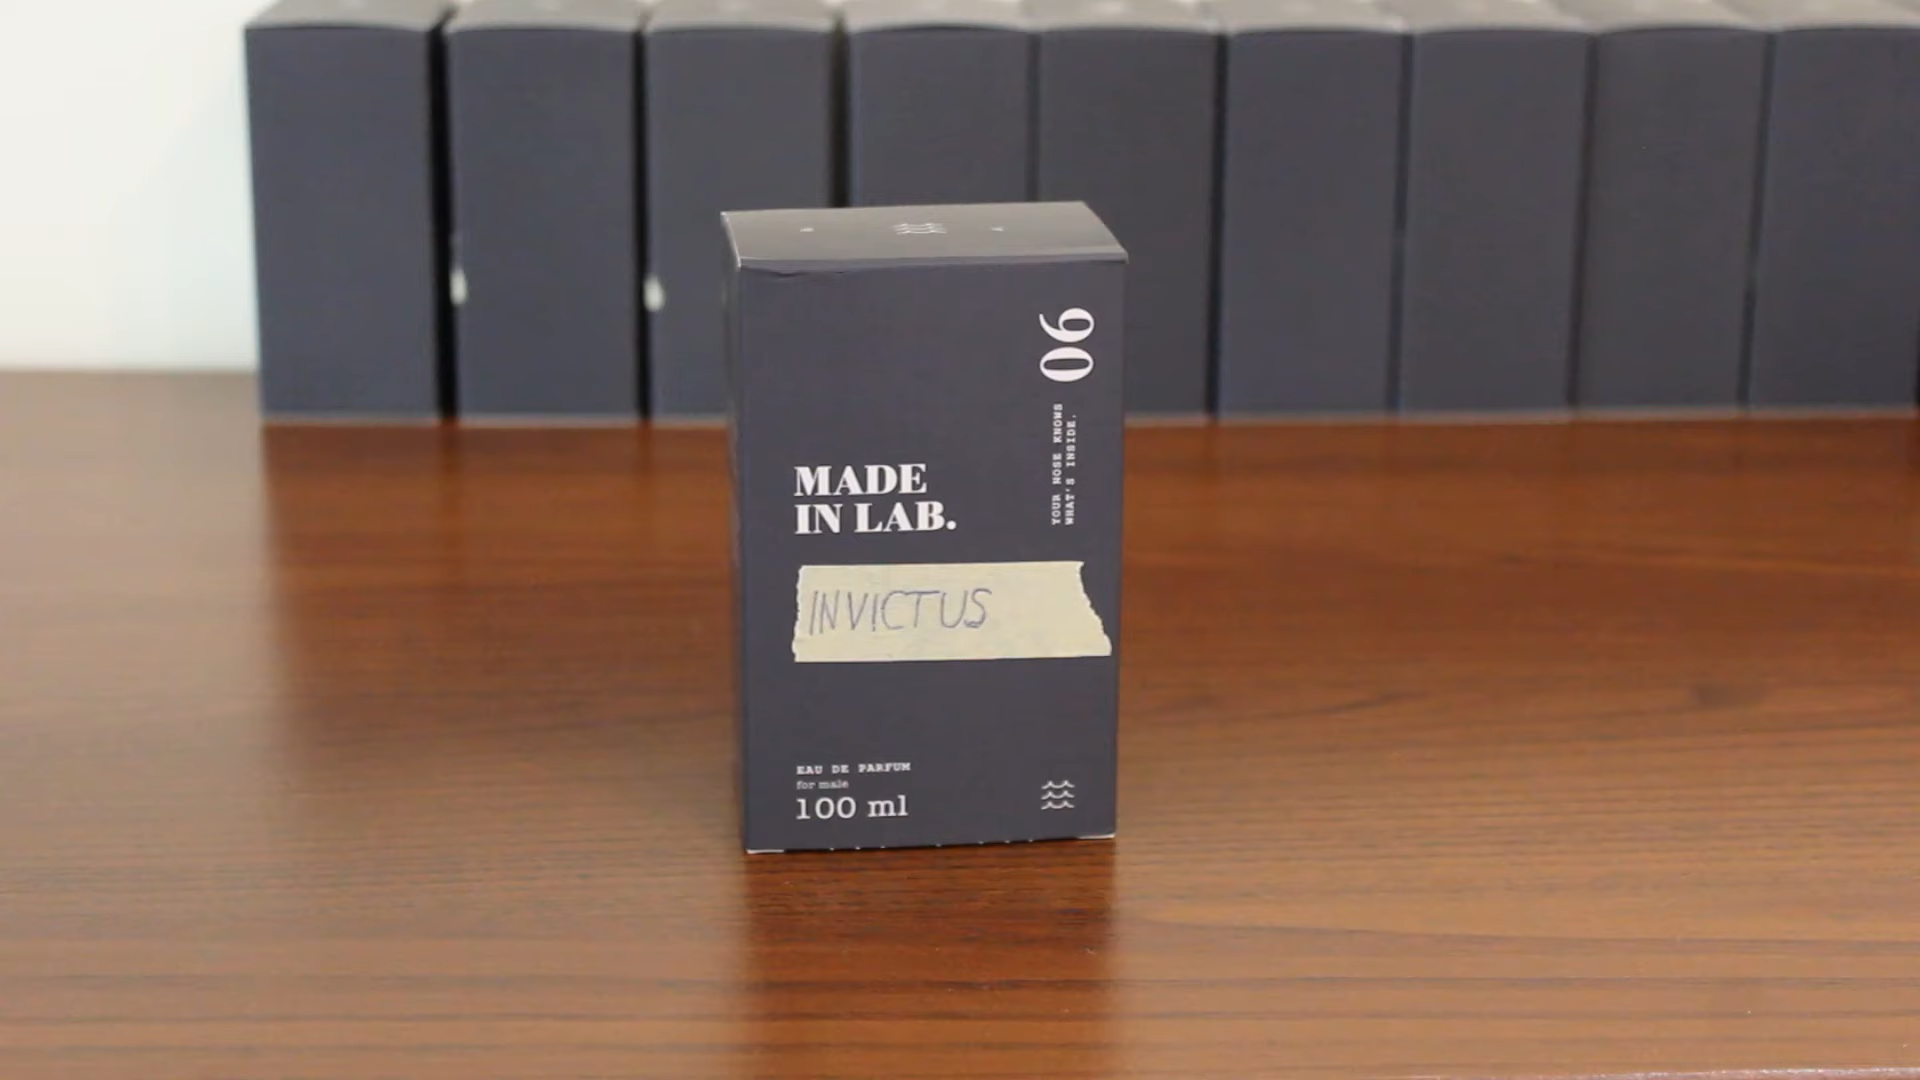 06
YOUR NOSE KNOWS
WHAT'S INSIDE.
MADE
IN LAB.
INVICTUS
EAU DE PARFUM
for male
100 ml